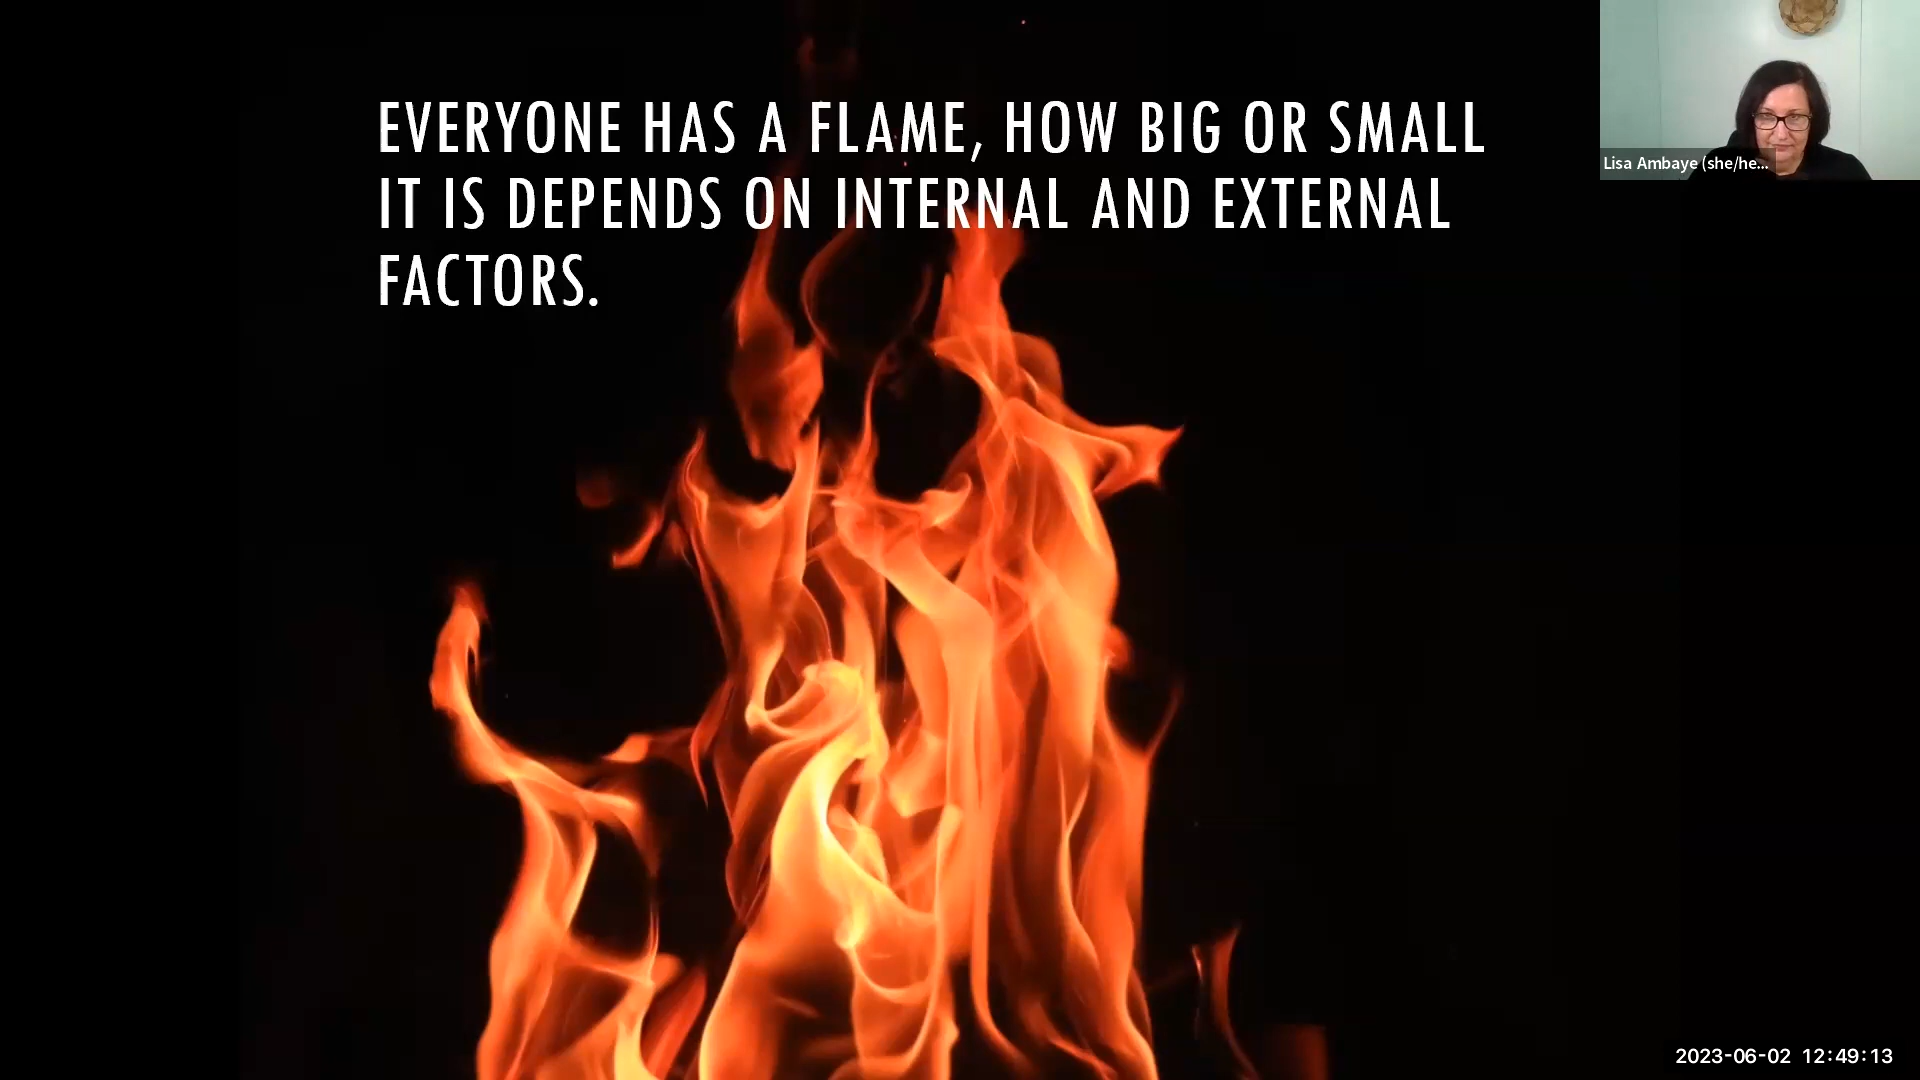 EVERYONE HAS A FLAME, HOW BIG OR SMALL
IT IS DEPENDS ON INTERNAL AND EXTERNAL
FACTORS.
Lisa Ambaye (she/he...
2023-06-02 12:49:13